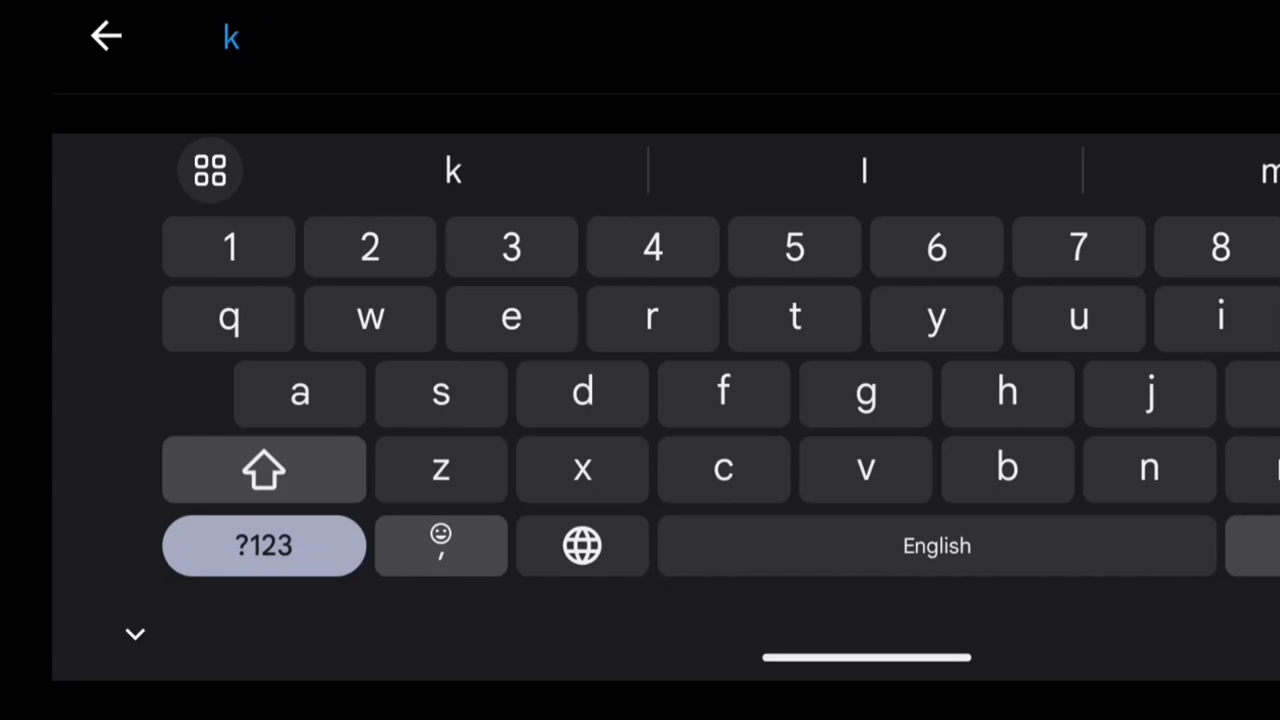 k
k l m
1 2 3 4 5 6 7 8
q w e r t y u i
a s d f g h j
z x c v b n
?123 , English